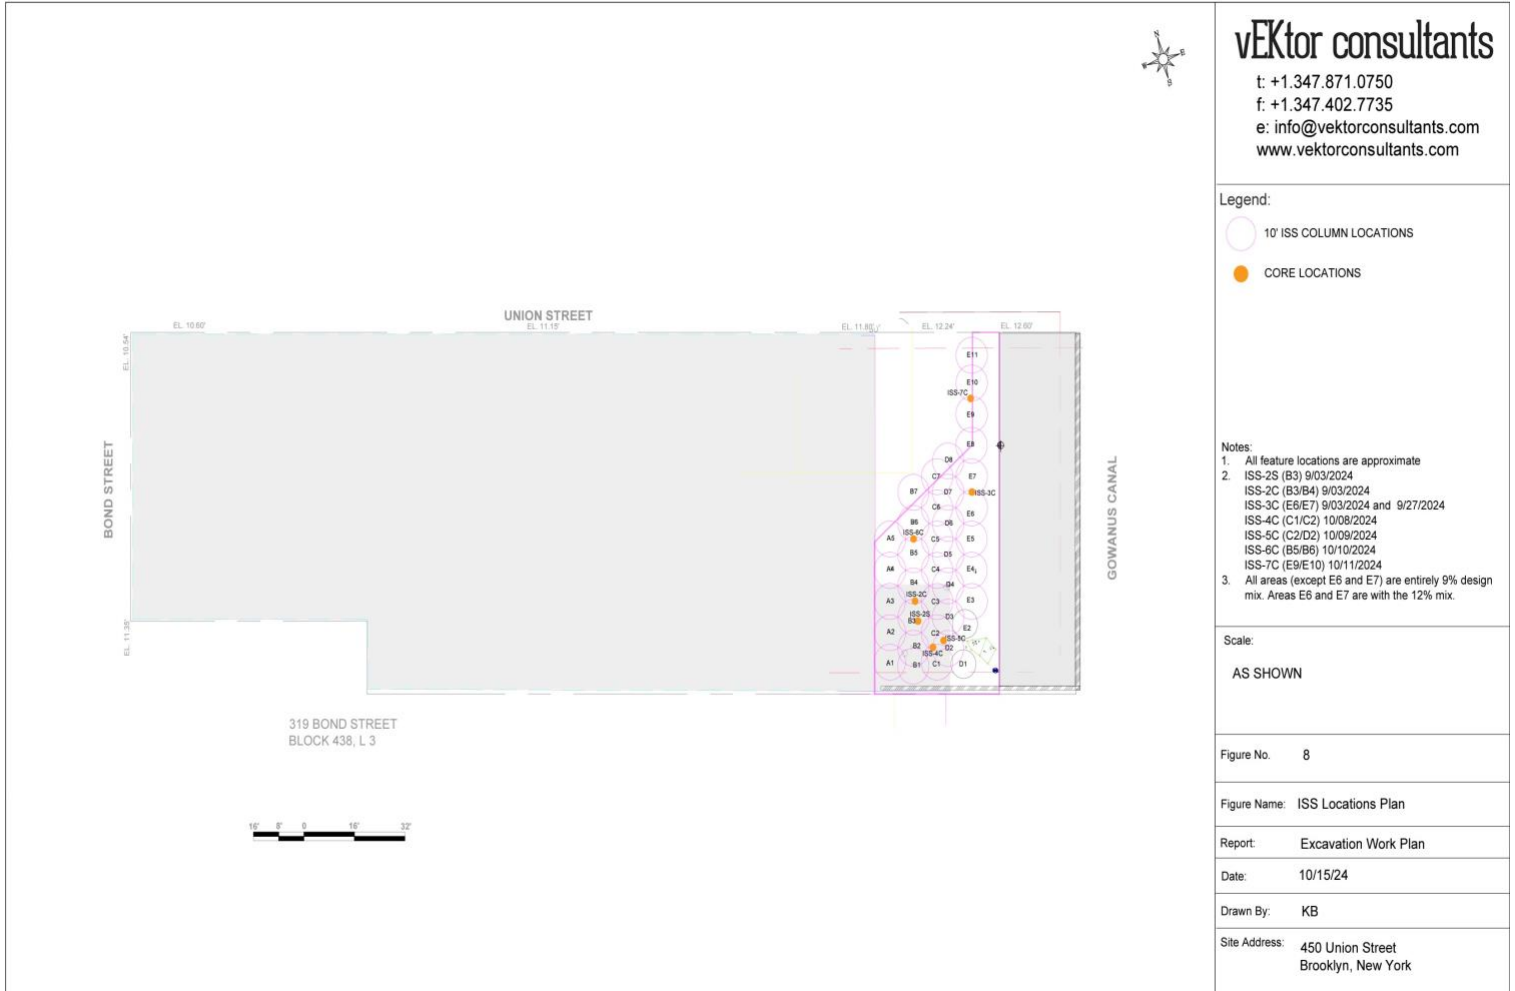 N
E
S
vEKtor consultants
t: +1.347.871.0750
f: +1.347.402.7735
e: info@vektorconsultants.com
www.vektorconsultants.com
Legend:
10' ISS COLUMN LOCATIONS
CORE LOCATIONS
UNION STREET
EL. 10.60'
EL. 11.15'
EL. 12.24'
EL. 12.60'
EL. 10.54'
BOND STREET
EL. 11.35'
GOWANUS CANAL
E11
E10
ISS-7C
E9
E8
D8
C7
E7
B7
D7
ISS-3C
C6
E6
B6
D6
ISS-6C
A5
C5
E5
B5
D5
A4
C4
E4
B4
D4
ISS-2C
A3
C3
E3
ISS-2S
B3
D3
E2
A2
C2
ISS-5C
B2
D2
ISS-4C
A1
B1
C1
D1
319 BOND STREET
BLOCK 438, L 3
16' 8' 0 16' 32'
Notes:
1. All feature locations are approximate
2. ISS-2S (B3) 9/03/2024
ISS-2C (B3/B4) 9/03/2024
ISS-3C (E6/E7) 9/03/2024 and 9/27/2024
ISS-4C (C1/C2) 10/08/2024
ISS-5C (C2/D2) 10/09/2024
ISS-6C (B5/B6) 10/10/2024
ISS-7C (E9/E10) 10/11/2024
3. All areas (except E6 and E7) are entirely 9% design
mix. Areas E6 and E7 are with the 12% mix.
Scale:
AS SHOWN
Figure No. 8
Figure Name: ISS Locations Plan
Report: Excavation Work Plan
Date: 10/15/24
Drawn By: KB
Site Address: 450 Union Street
Brooklyn, New York